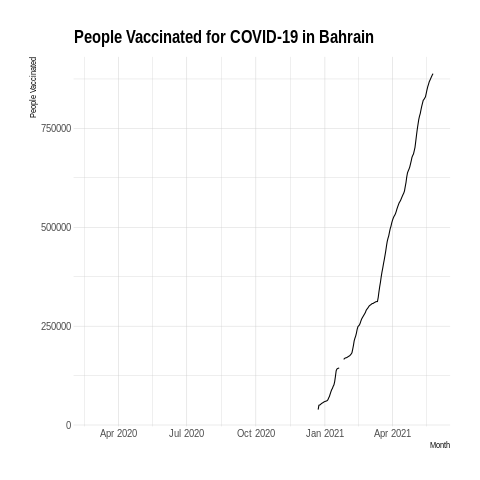 People Vaccinated for COVID-19 in Bahrain
People Vaccinated
750000
500000
250000
0
Apr 2020 Jul 2020 Oct 2020 Jan 2021 Apr 2021
Month